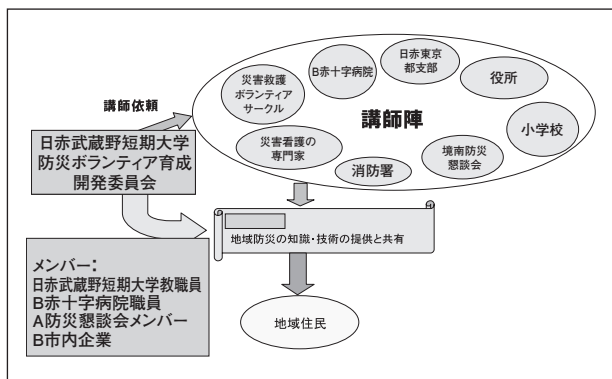 講師依頼
日赤武蔵野短期大学
防災ボランティア育成
開発委員会
メンバー：
日赤武蔵野短期大学教職員
B赤十字病院職員
A防災懇談会メンバー
B市内企業
災害救護
ボランティア
サークル
B赤十字病院
日赤東京
都支部
役所
講師陣
小学校
災害看護の
専門家
消防署
境南防災
懇談会
地域防災の知識・技術の提供と共有
地域住民